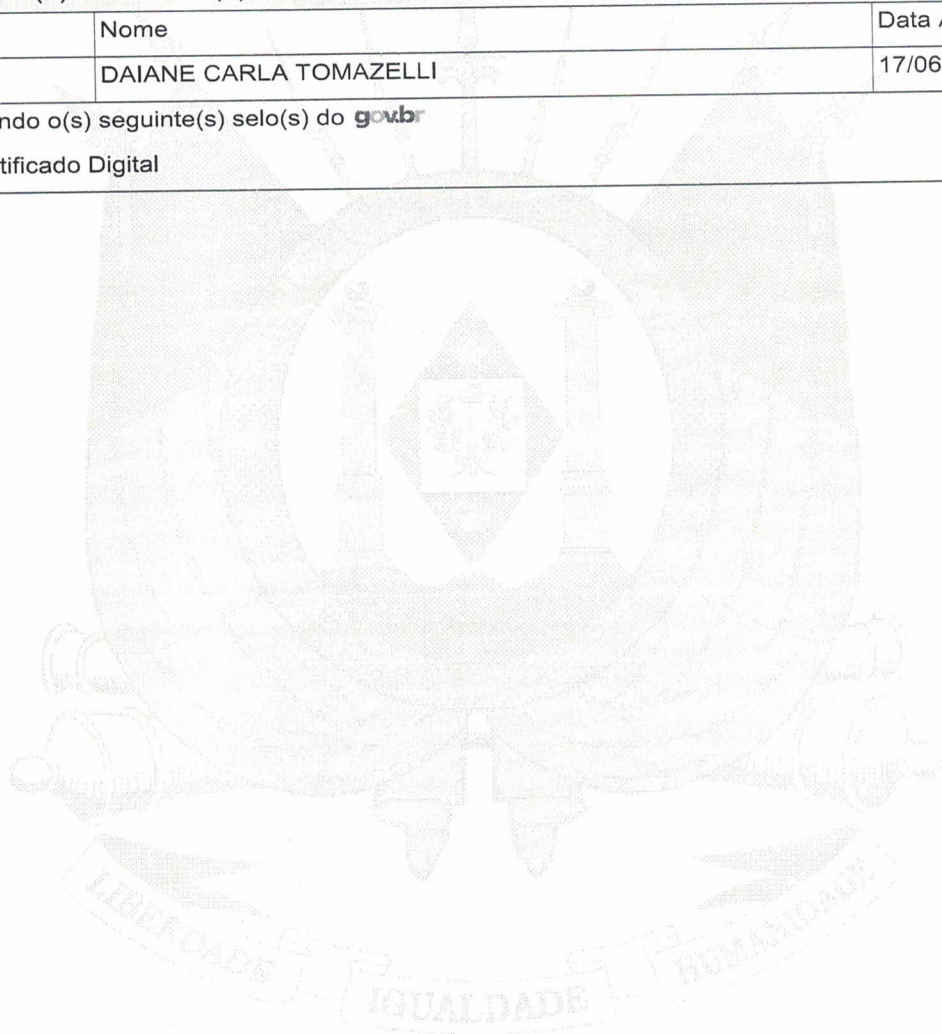 Nome
Data
DAIANE CARLA TOMAZELLI
17/06
ndo o(s) seguinte(s) selo(s) do gov.br
tificado Digital
LIBERDADE
IGUALDADE
HUMANIDADE